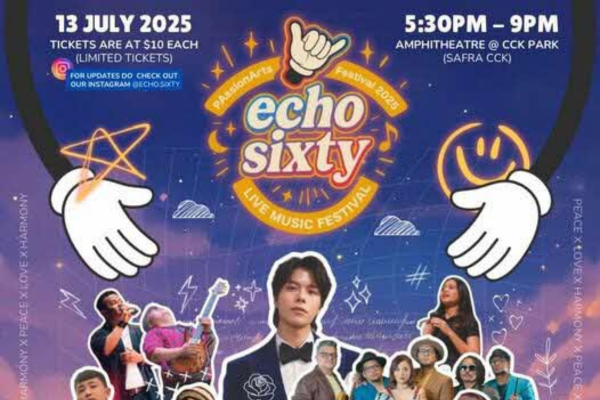 13 JULY 2025
TICKETS ARE AT $10 EACH
(LIMITED TICKETS)
FOR UPDATES DO CHECK OUT
OUR INSTAGRAM @ECHO.SIXTY
5:30PM – 9PM
AMPHITHEATRE @ CCK PARK
(SAFRA CCK)
PAssionArts Festival 2025
echo
sixty
LIVE MUSIC FESTIVAL
HARMONY X PEACE X LOVE X HARMONY
PEACE X LOVE X HARMONY X PEACE X
#